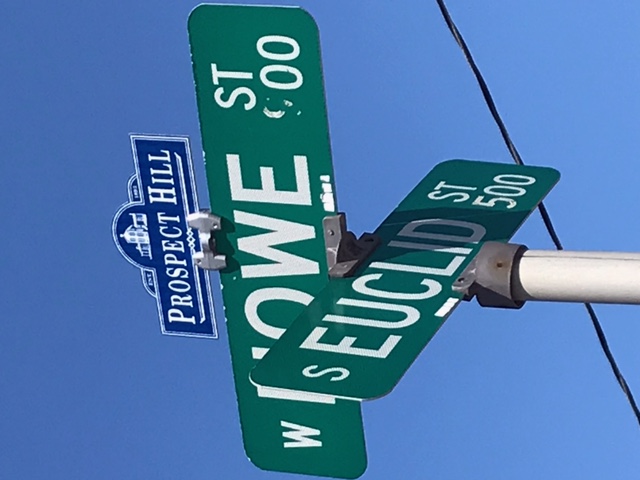 PROSPECT HILL
W HOWE ST
S EUCLID ST
500